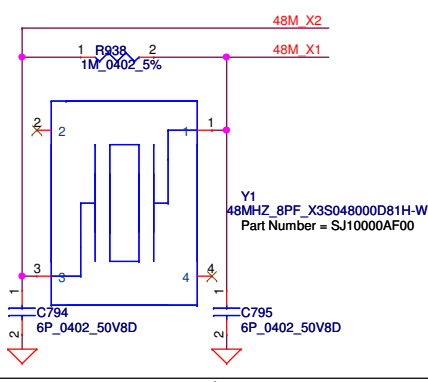 48M_X2
48M_X1
1 R938 2
1M_0402_5%
2 2 1 1
Y1
48MHZ_8PF_X3S048000D81H-W
Part Number = SJ10000AF00
3 3 4 4
1 1
C794 C795
6P_0402_50V8D 6P_0402_50V8D
2 2